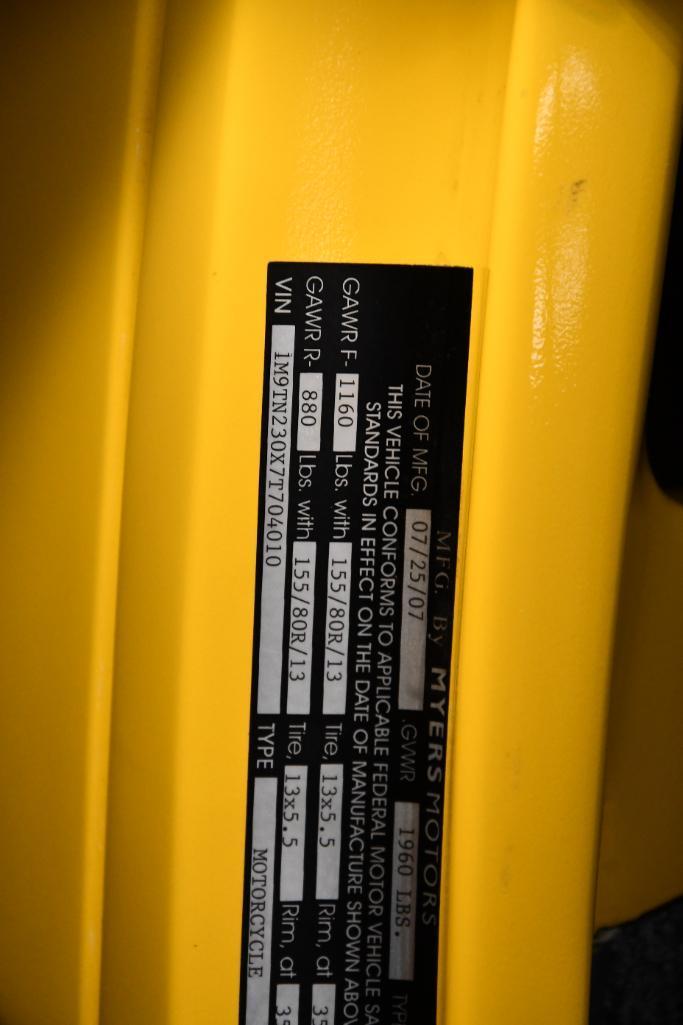 MFG. By MYERS MOTORS
DATE OF MFG. 07/25/07 .GVWR 1960 LBS. TYP
THIS VEHICLE CONFORMS TO APPLICABLE FEDERAL MOTOR VEHICLE SA
STANDARDS IN EFFECT ON THE DATE OF MANUFACTURE SHOWN ABOV
GAWR F- 1160 Lbs. with 155/80R/13 Tire, 13x5.5 Rim, at 35
GAWR R- 880 Lbs. with 155/80R/13 Tire, 13x5.5 Rim, at 35
VIN 1M9TN230X7T704010 TYPE MOTORCYCLE